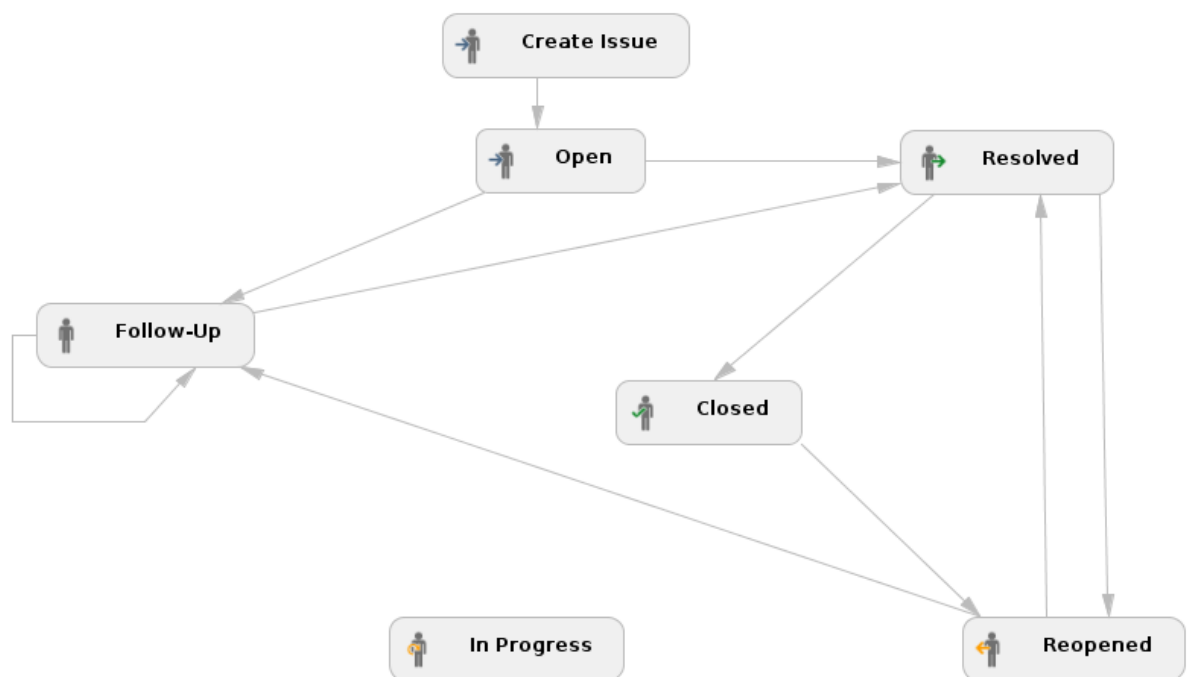 Create Issue
Open
Resolved
Follow-Up
Closed
In Progress
Reopened